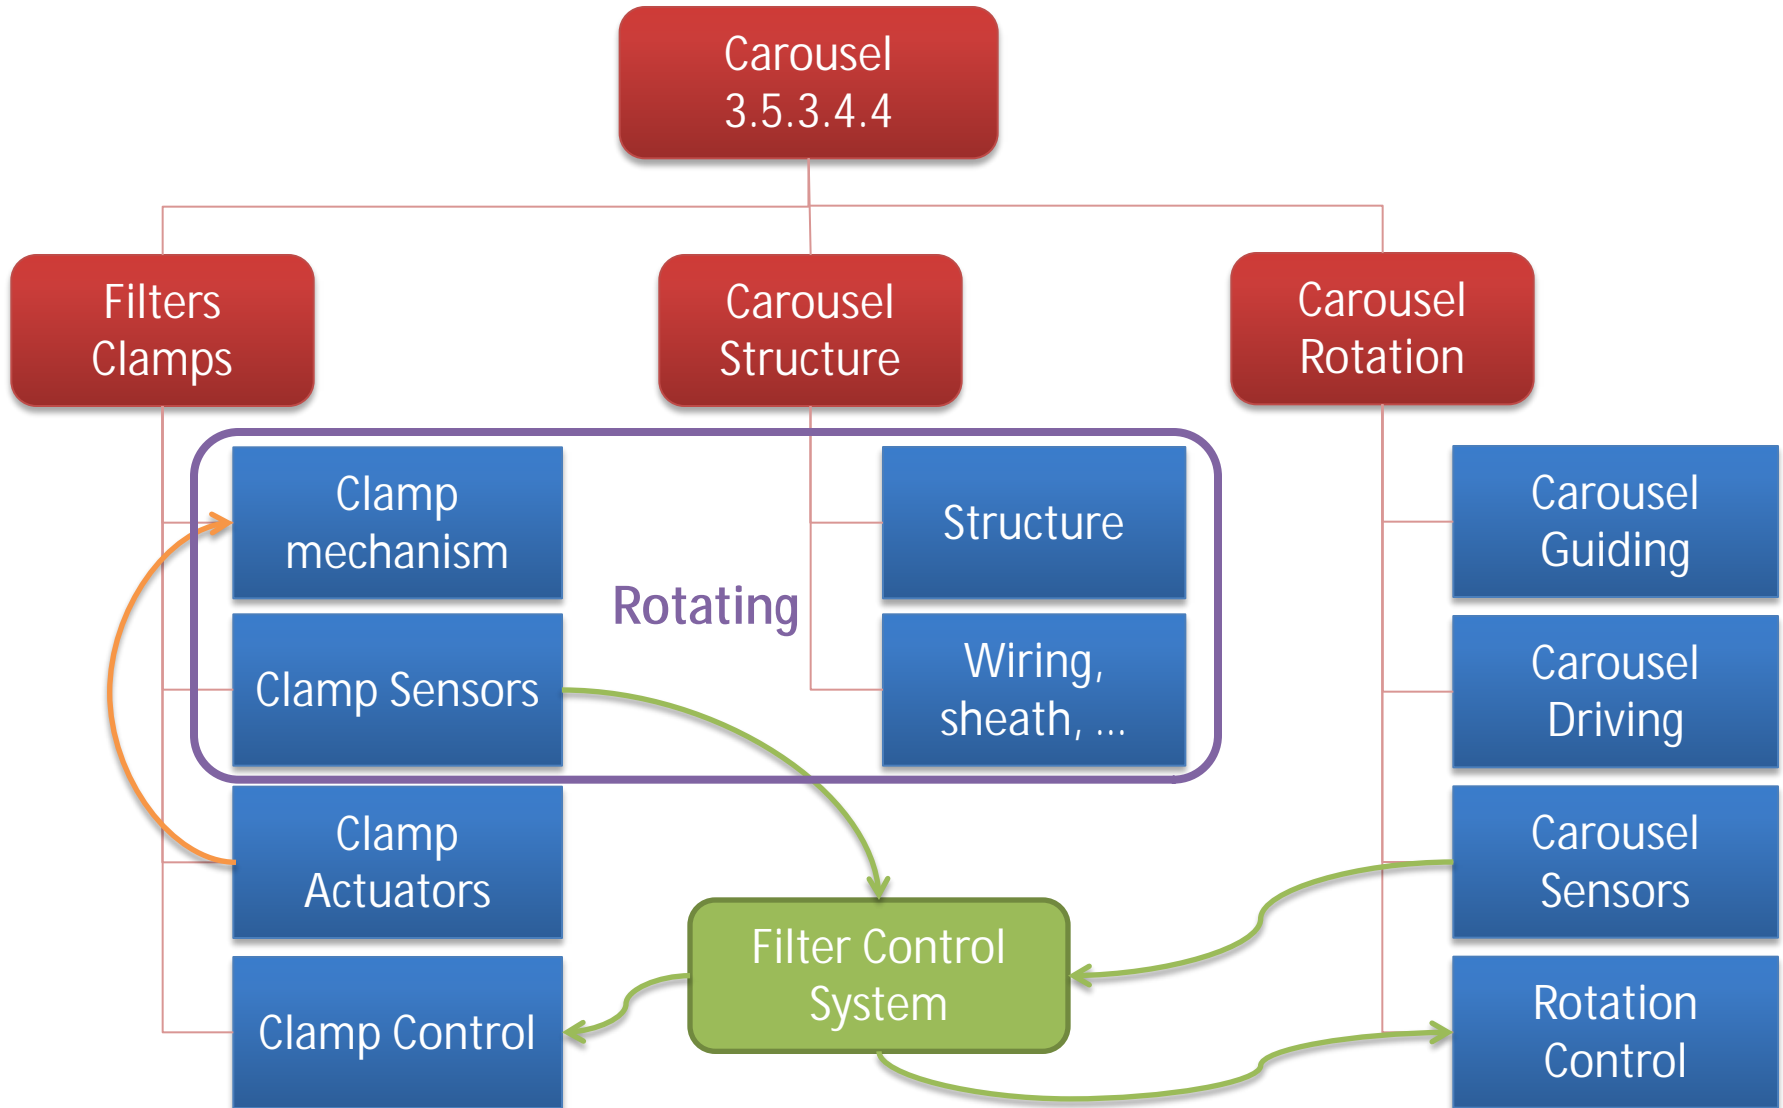 Carousel
3.5.3.4.4
Filters
Clamps
Carousel
Structure
Carousel
Rotation
Clamp
mechanism
Clamp Sensors
Clamp
Actuators
Clamp Control
Rotating
Structure
Wiring,
sheath, ...
Filter Control
System
Carousel
Guiding
Carousel
Driving
Carousel
Sensors
Rotation
Control